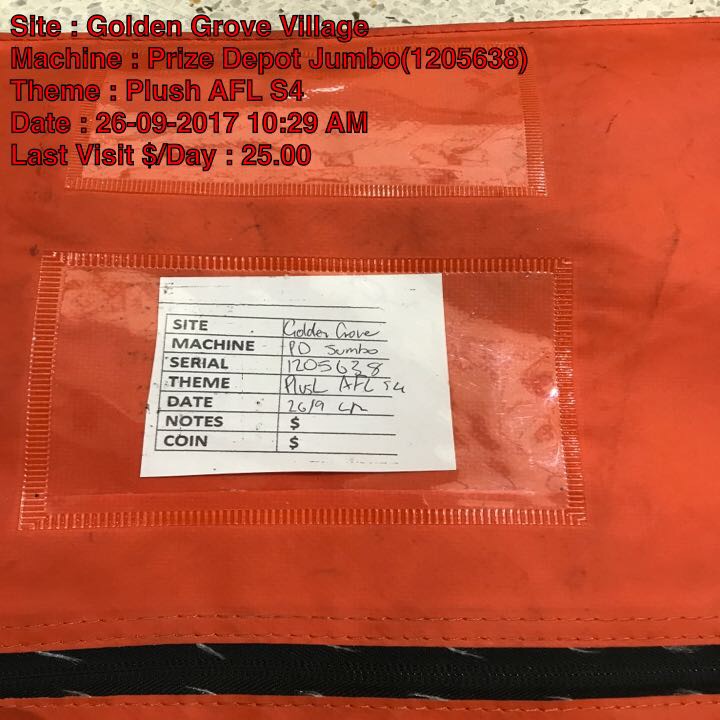 Site : Golden Grove Village
Machine : Prize Depot Jumbo(1205638)
Theme : Plush AFL S4
Date : 26-09-2017 10:29 AM
Last Visit $/Day : 25.00
SITE Golden Grove
MACHINE PD Jumbo
SERIAL 1205638
THEME Plush AFL S4
DATE 26/9
NOTES $
COIN $